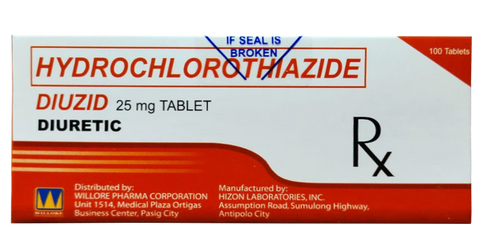 IF SEAL IS
BROKEN
100 Tablets
HYDROCHLOROTHIAZIDE
DIUZID 25 mg TABLET
DIURETIC
Rx
Distributed by:
WILLORE PHARMA CORPORATION
Unit 1514, Medical Plaza Ortigas
Business Center, Pasig City
Manufactured by:
HIZON LABORATORIES, INC.
Assumption Road, Sumulong Highway,
Antipolo City
WILLORE